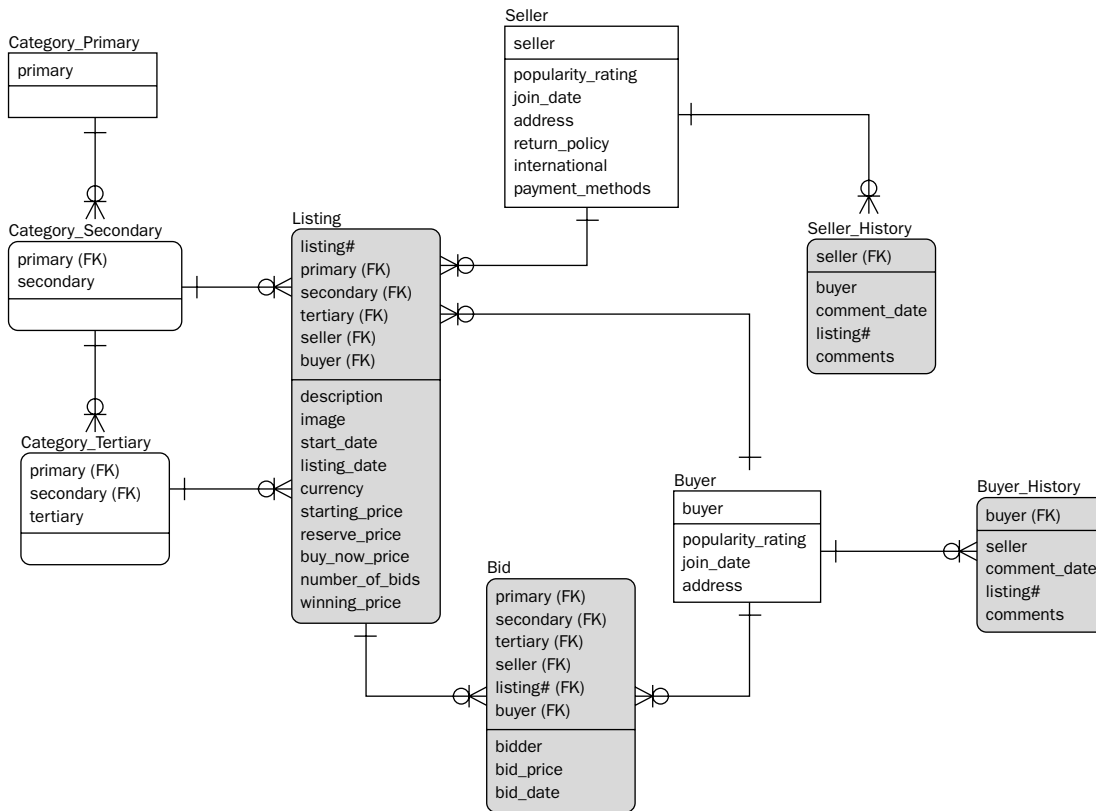 Category_Primary
primary
Seller
seller
popularity_rating
join_date
address
return_policy
international
payment_methods
Category_Secondary
primary (FK)
secondary
Listing
listing#
primary (FK)
secondary (FK)
tertiary (FK)
seller (FK)
buyer (FK)
description
image
start_date
listing_date
currency
starting_price
reserve_price
buy_now_price
number_of_bids
winning_price
Seller_History
seller (FK)
buyer
comment_date
listing#
comments
Category_Tertiary
primary (FK)
secondary (FK)
tertiary
Bid
primary (FK)
secondary (FK)
tertiary (FK)
seller (FK)
listing# (FK)
buyer (FK)
bidder
bid_price
bid_date
Buyer
buyer
popularity_rating
join_date
address
Buyer_History
buyer (FK)
seller
comment_date
listing#
comments